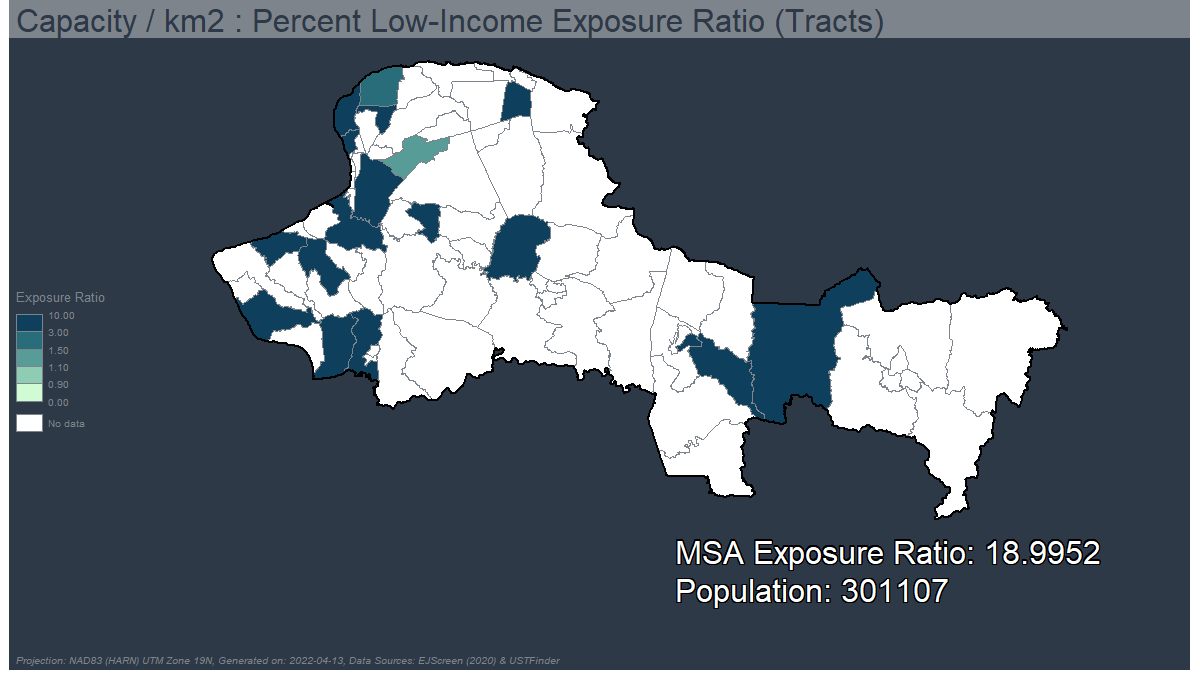 Capacity / km2 : Percent Low-Income Exposure Ratio (Tracts)
Exposure Ratio
10.00
3.00
1.50
1.10
0.90
0.00
No data
MSA Exposure Ratio: 18.9952
Population: 301107
Projection: NAD83 (HARN) UTM Zone 19N, Generated on: 2022-04-13, Data Sources: EJScreen (2020) & USTFinder